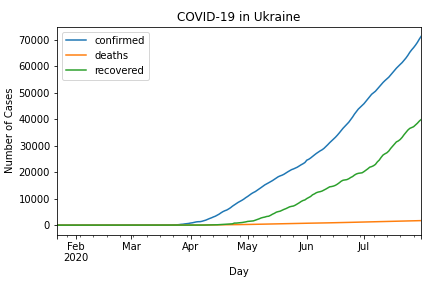 COVID-19 in Ukraine
confirmed
deaths
recovered
70000
60000
50000
40000
30000
20000
10000
0
Number of Cases
Feb Mar Apr May Jun Jul
2020
Day